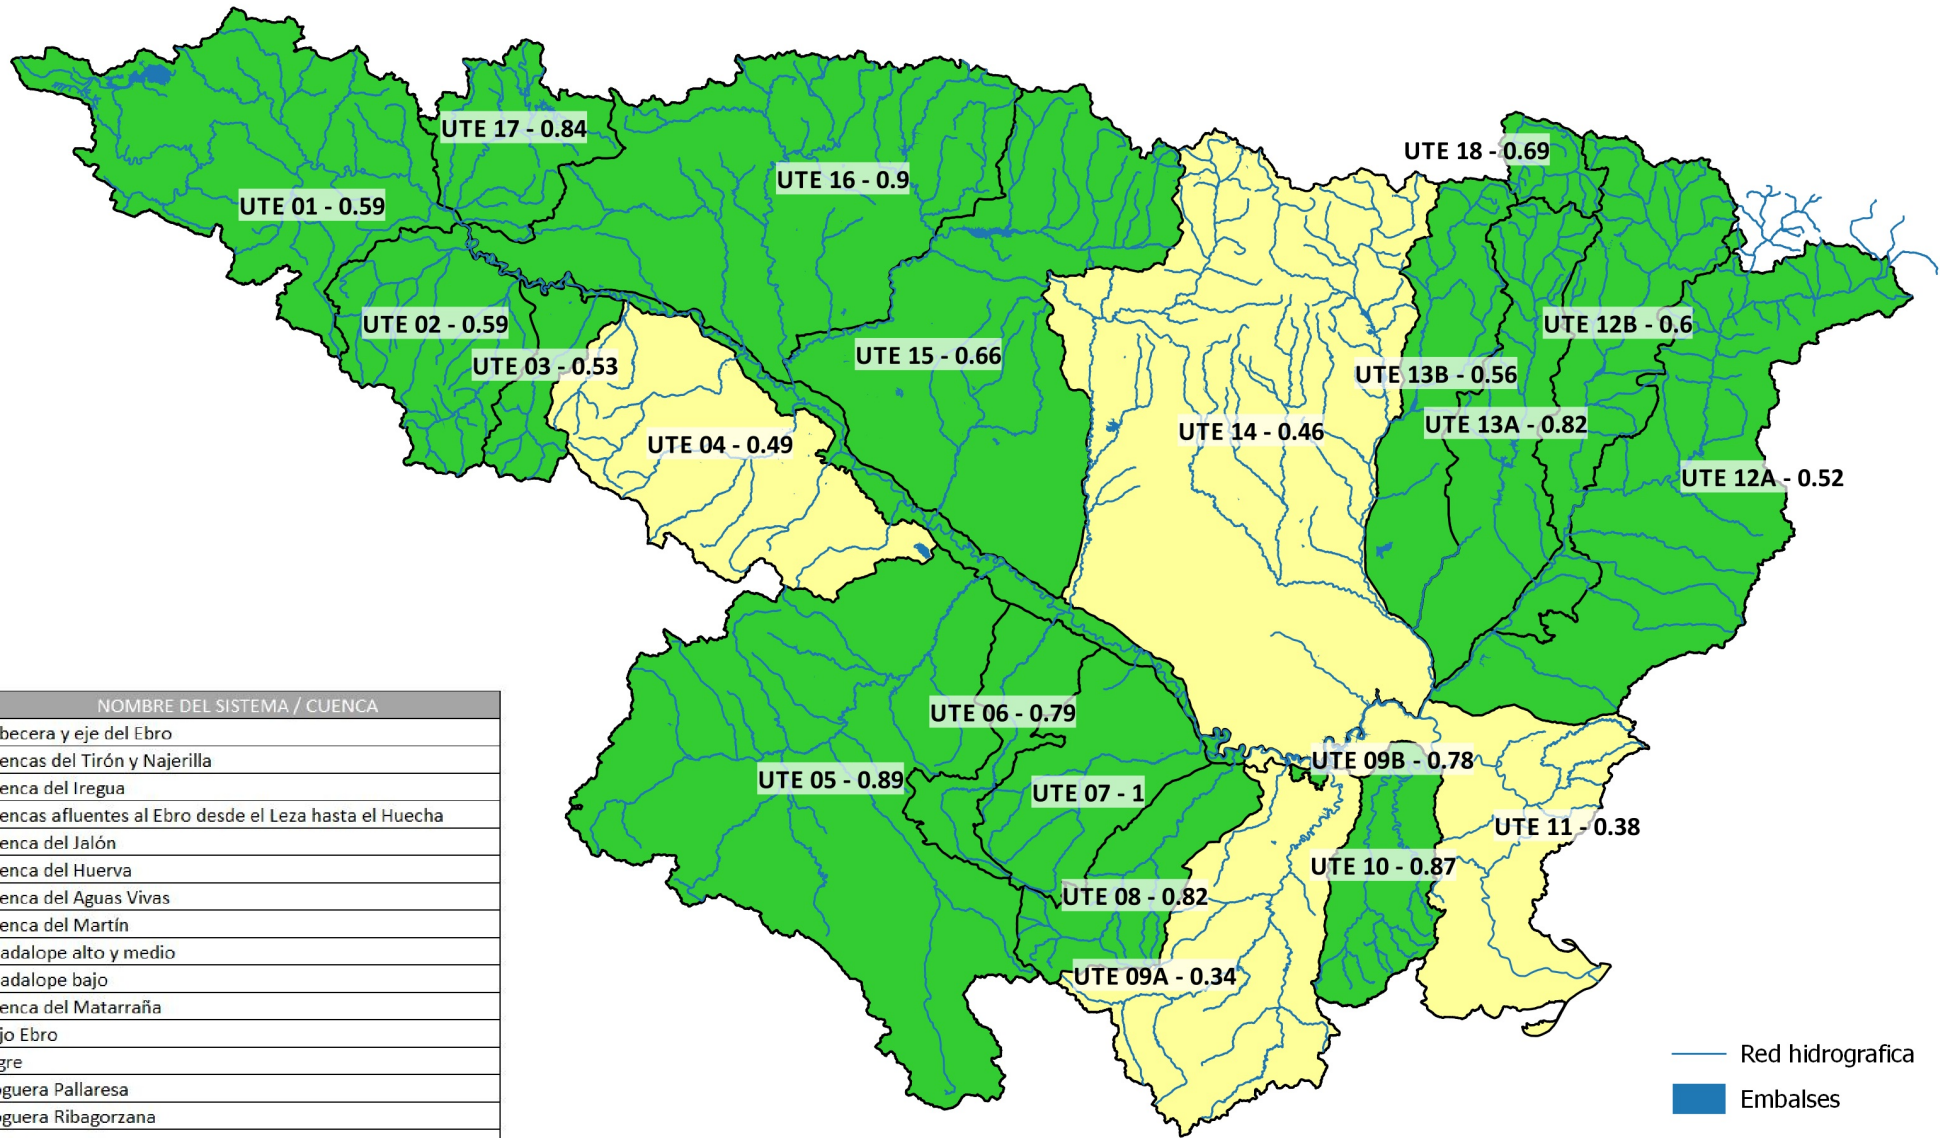 UTE 17 - 0.84
UTE 18 - 0.69
UTE 16 - 0.9
UTE 01 - 0.59
UTE 02 - 0.59
UTE 12B - 0.6
UTE 15 - 0.66
UTE 03 - 0.53
UTE 13B - 0.56
UTE 13A - 0.82
UTE 14 - 0.46
UTE 04 - 0.49
UTE 12A - 0.52
UTE 06 - 0.79
UTE 09B - 0.78
UTE 05 - 0.89
UTE 07 - 1
UTE 11 - 0.38
UTE 10 - 0.87
UTE 08 - 0.82
UTE 09A - 0.34
NOMBRE DEL SISTEMA / CUENCA
becera y eje del Ebro
encas del Tirón y Najerilla
enca del Iregua
encas afluentes al Ebro desde el Leza hasta el Huecha
enca del Jalón
enca del Huerva
enca del Aguas Vivas
enca del Martín
adalope alto y medio
adalope bajo
enca del Matarraña
jo Ebro
gre
guera Pallaresa
guera Ribagorzana
Red hidrografica
Embalses